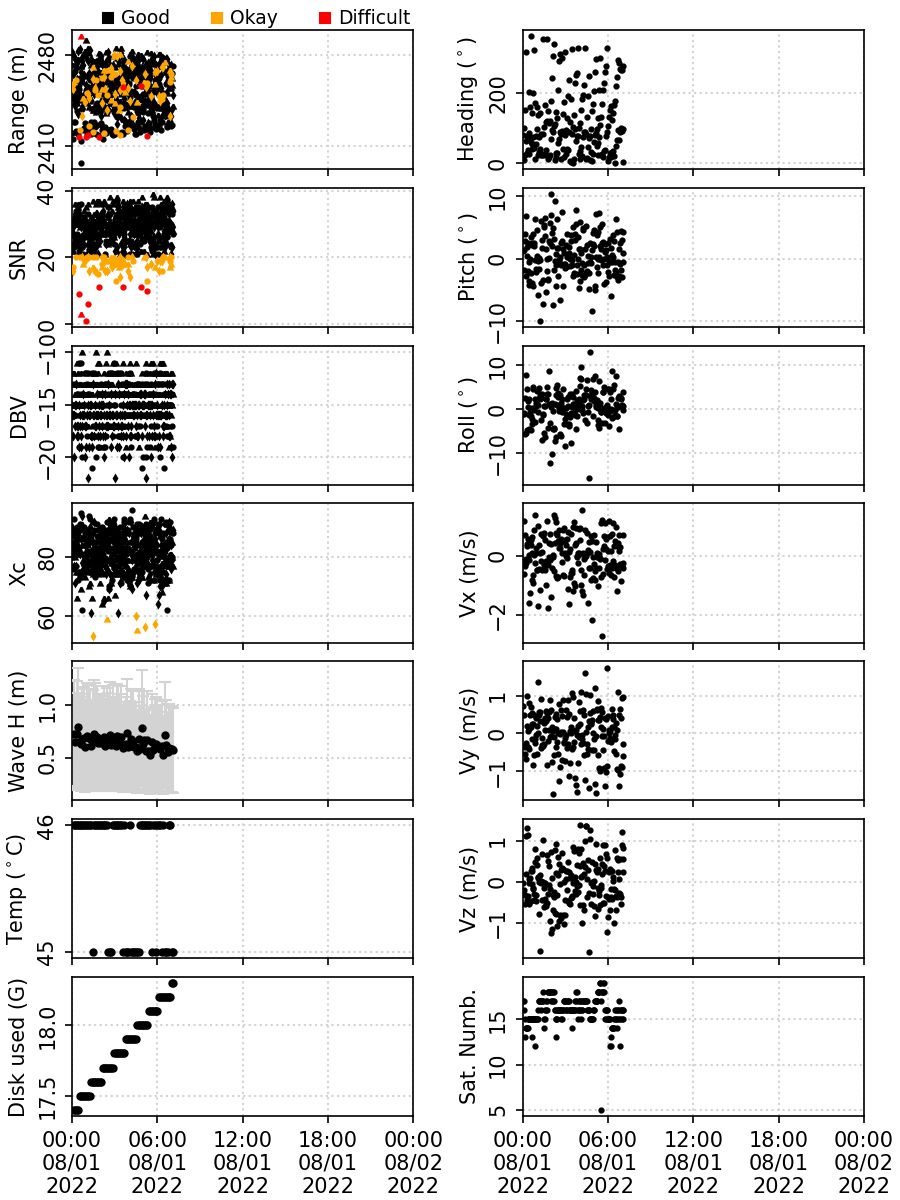 Good Okay Difficult
Range (m)
2480
2410
Heading (°)
200
0
SNR
40
20
0
Pitch (°)
10
0
−10
DBV
−10
−15
−20
Roll (°)
10
0
−10
Xc
80
60
Vx (m/s)
0
−2
Wave H (m)
1.0
0.5
Vy (m/s)
1
0
−1
Temp (°C)
46
45
Vz (m/s)
1
0
−1
Disk used (G)
18.0
17.5
Sat. Numb.
15
10
5
00:00 06:00 12:00 18:00 00:00
08/01 08/01 08/01 08/01 08/02
2022 2022 2022 2022 2022
00:00 06:00 12:00 18:00 00:00
08/01 08/01 08/01 08/01 08/02
2022 2022 2022 2022 2022